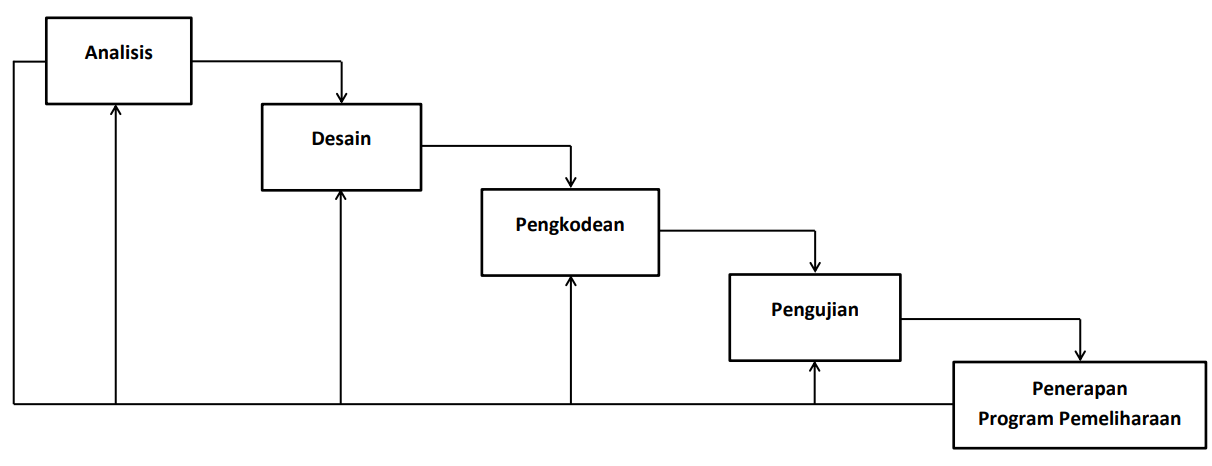 Analisis
Desain
Pengkodean
Pengujian
Penerapan
Program Pemeliharaan